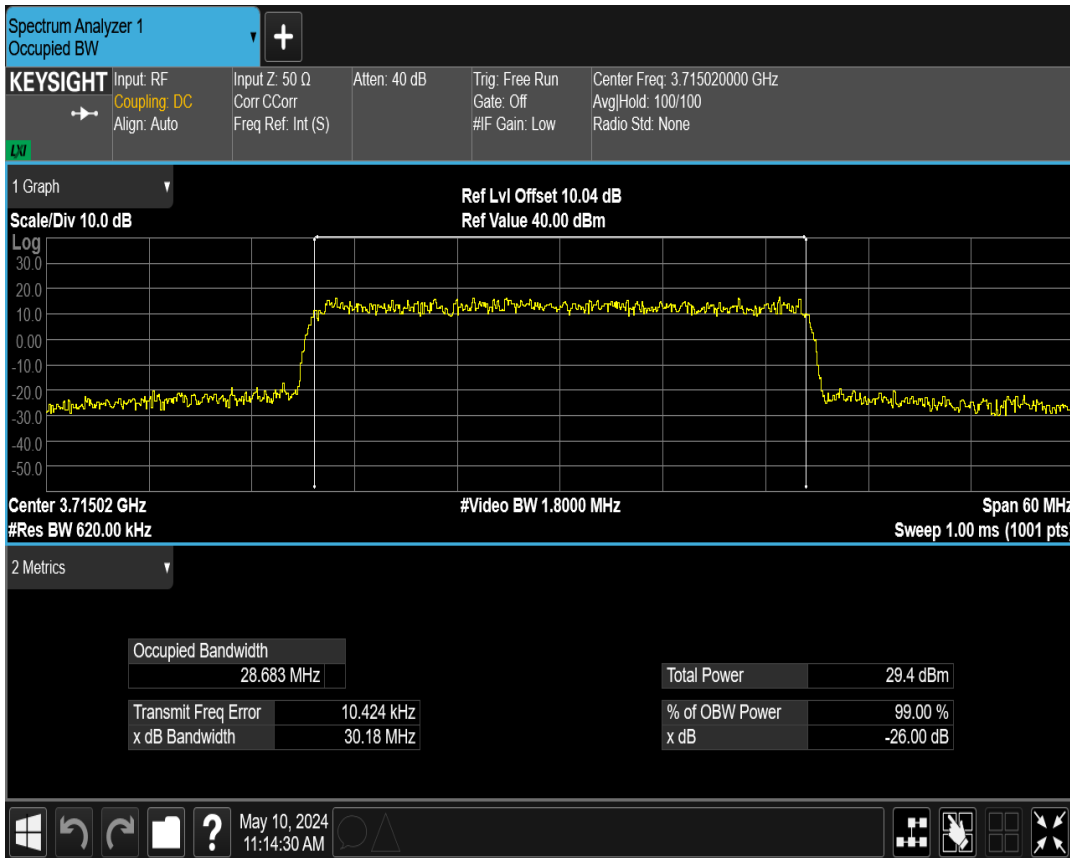 Spectrum Analyzer 1
Occupied BW
+
KEYSIGHT
LXI
Input: RF
Coupling: DC
Align: Auto
Input Z: 50 Ω
Corr CCorr
Freq Ref: Int (S)
Atten: 40 dB
Trig: Free Run
Gate: Off
#IF Gain: Low
Center Freq: 3.715020000 GHz
Avg|Hold: 100/100
Radio Std: None
1 Graph
Scale/Div 10.0 dB
Ref Lvl Offset 10.04 dB
Ref Value 40.00 dBm
Log
30.0
20.0
10.0
0.00
-10.0
-20.0
-30.0
-40.0
-50.0
Center 3.71502 GHz
#Video BW 1.8000 MHz
Span 60 MHz
#Res BW 620.00 kHz
Sweep 1.00 ms (1001 pts)
2 Metrics
Occupied Bandwidth
28.683 MHz
Transmit Freq Error 10.424 kHz
x dB Bandwidth 30.18 MHz
Total Power 29.4 dBm
% of OBW Power 99.00 %
x dB -26.00 dB
?
May 10, 2024
11:14:30 AM